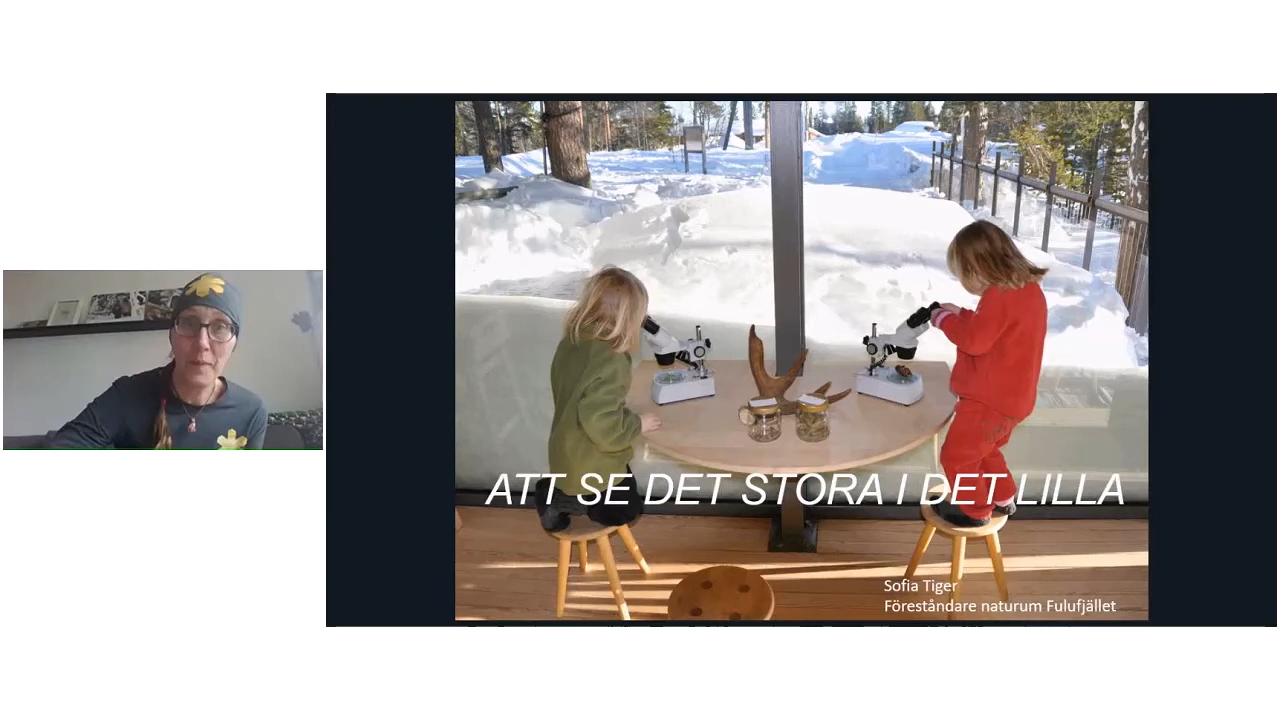 ATT SE DET STORA I DET LILLA
Sofia Tiger
Föreståndare naturum Fulufjället